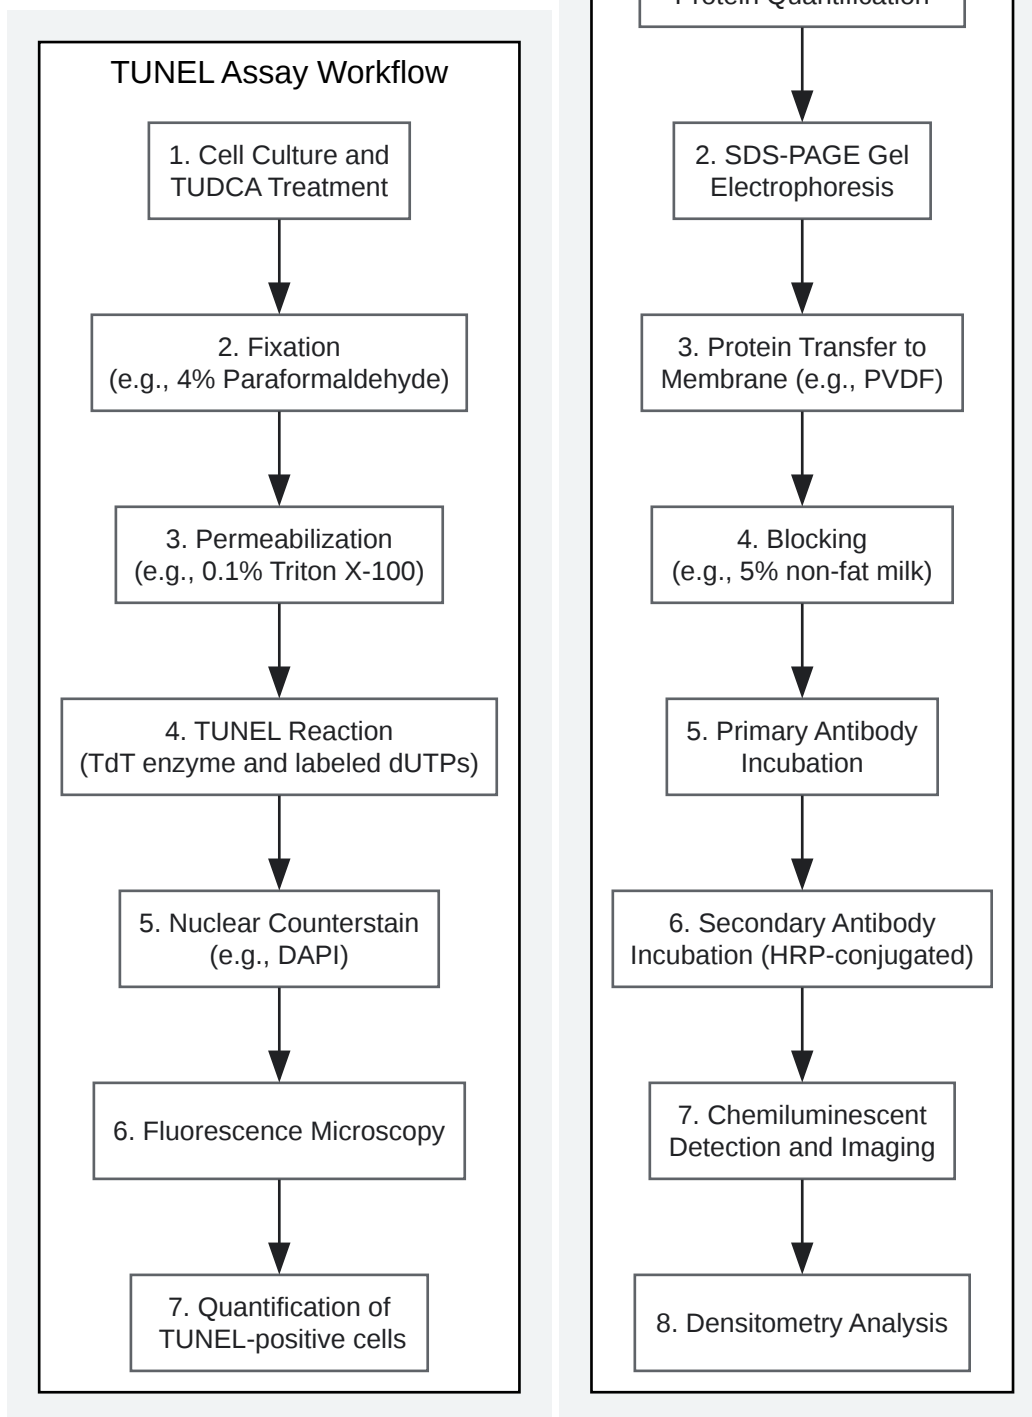 TUNEL Assay Workflow
1. Cell Culture and
TUDCA Treatment
2. Fixation
(e.g., 4% Paraformaldehyde)
3. Permeabilization
(e.g., 0.1% Triton X-100)
4. TUNEL Reaction
(TdT enzyme and labeled dUTPs)
5. Nuclear Counterstain
(e.g., DAPI)
6. Fluorescence Microscopy
7. Quantification of
TUNEL-positive cells
Protein Quantification
2. SDS-PAGE Gel
Electrophoresis
3. Protein Transfer to
Membrane (e.g., PVDF)
4. Blocking
(e.g., 5% non-fat milk)
5. Primary Antibody
Incubation
6. Secondary Antibody
Incubation (HRP-conjugated)
7. Chemiluminescent
Detection and Imaging
8. Densitometry Analysis